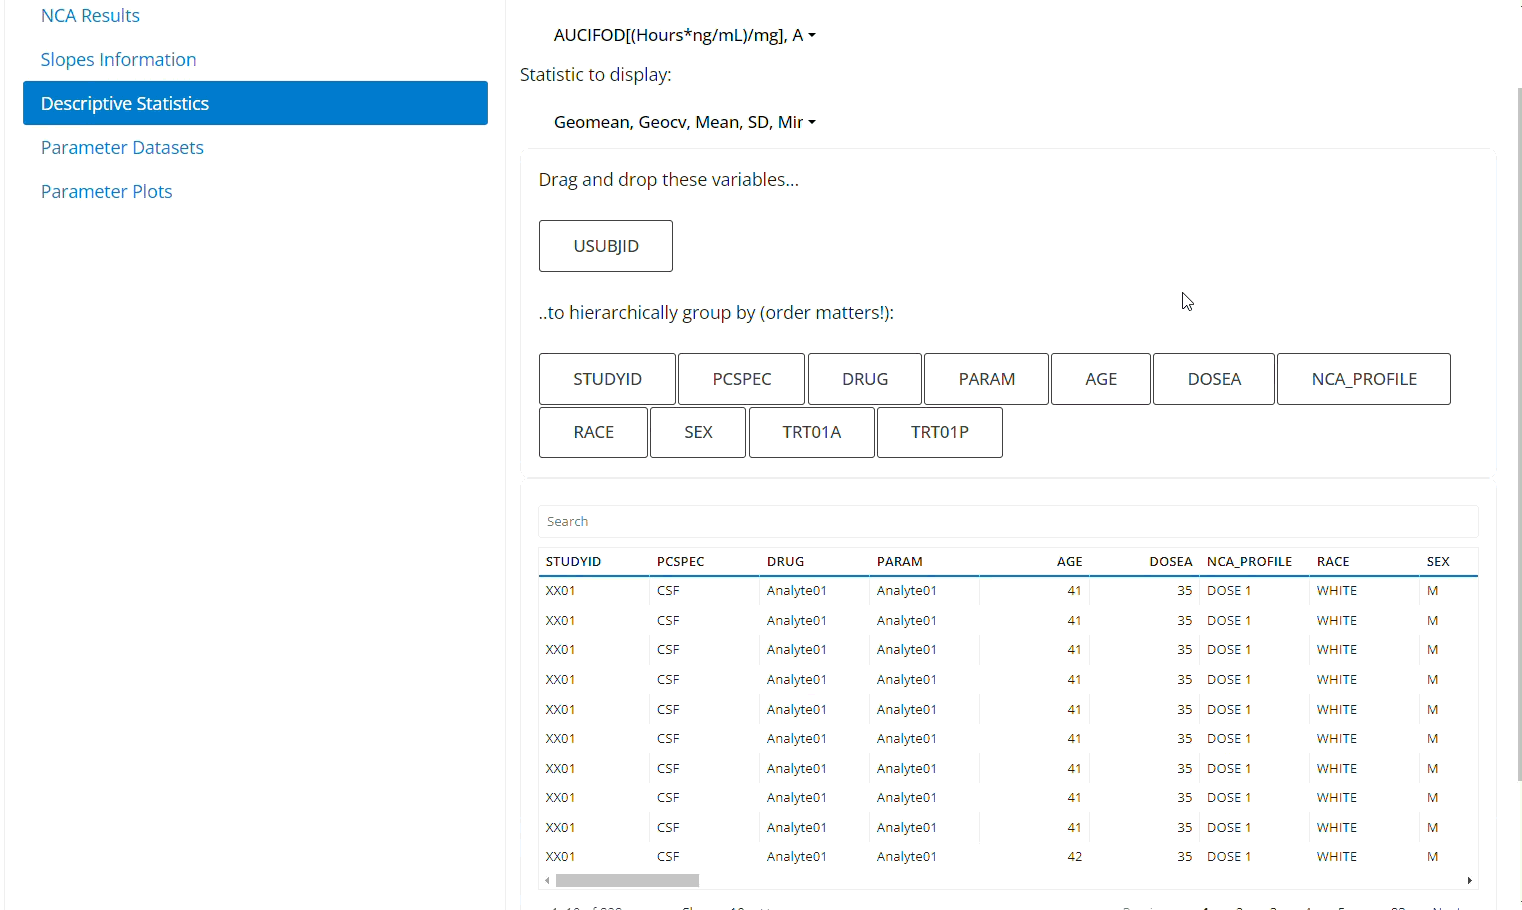 NCA Results
Slopes Information
Descriptive Statistics
Parameter Datasets
Parameter Plots
AUCIFOD[(Hours*ng/mL)/mg], A
Statistic to display:
Geomean, Geocv, Mean, SD, Mir
Drag and drop these variables...
USUBJID
..to hierarchically group by (order matters!):
STUDYID PCSPEC DRUG PARAM AGE DOSEA NCA_PROFILE
RACE SEX TRT01A TRT01P
Search
STUDYID PCSPEC DRUG PARAM AGE DOSEA NCA_PROFILE RACE SEX
XX01 CSF Analyte01 Analyte01 41 35 DOSE 1 WHITE M
XX01 CSF Analyte01 Analyte01 41 35 DOSE 1 WHITE M
XX01 CSF Analyte01 Analyte01 41 35 DOSE 1 WHITE M
XX01 CSF Analyte01 Analyte01 41 35 DOSE 1 WHITE M
XX01 CSF Analyte01 Analyte01 41 35 DOSE 1 WHITE M
XX01 CSF Analyte01 Analyte01 41 35 DOSE 1 WHITE M
XX01 CSF Analyte01 Analyte01 41 35 DOSE 1 WHITE M
XX01 CSF Analyte01 Analyte01 41 35 DOSE 1 WHITE M
XX01 CSF Analyte01 Analyte01 41 35 DOSE 1 WHITE M
XX01 CSF Analyte01 Analyte01 42 35 DOSE 1 WHITE M